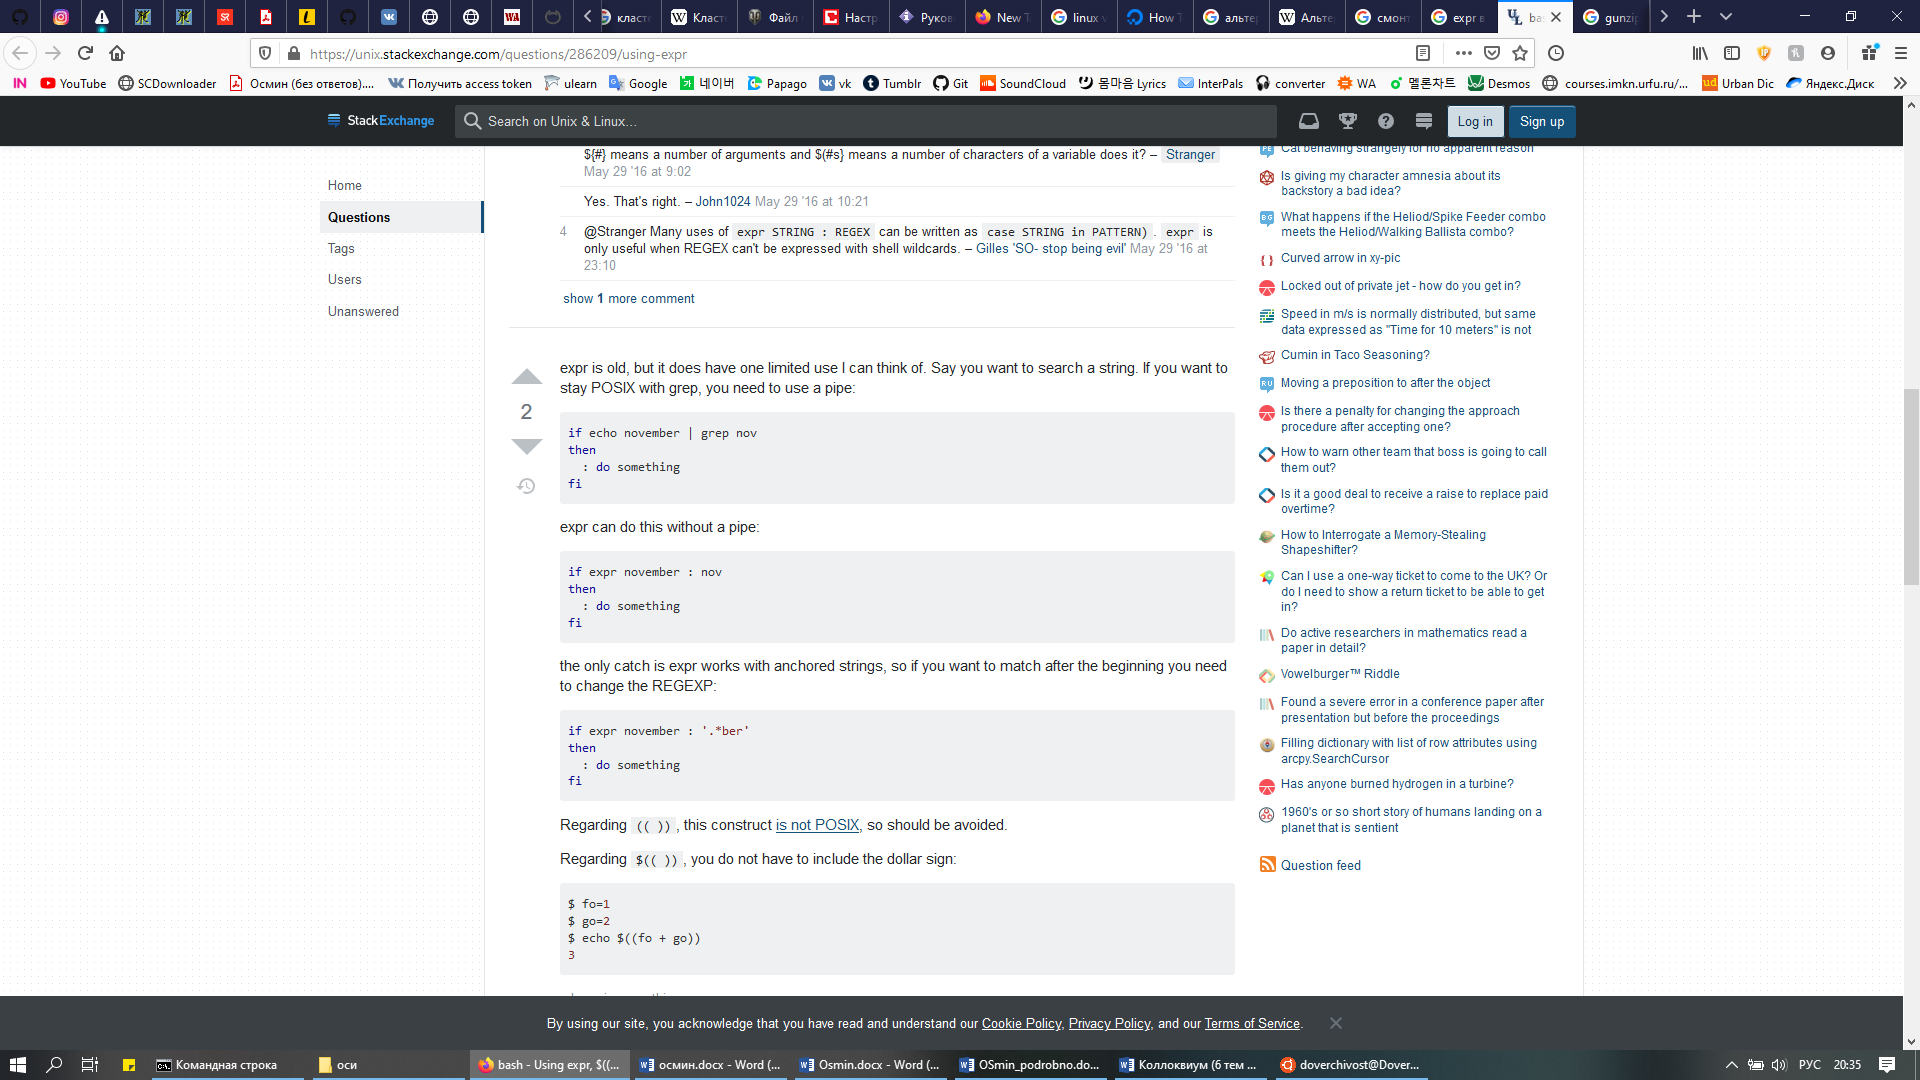 класте
Класт
Файл
Настр
Руков
New T
linux v
How T
альтер
Альте
смонт
expr в
ba
gunzip
https://unix.stackexchange.com/questions/286209/using-expr
YouTube SCDownloader Осмин (без ответов).... Получить access token ulearn Google 네이버 Papago vk Tumblr Git SoundCloud 몸마음 Lyrics InterPals converter WA 멜론차트 Desmos courses.imkn.urfu.ru/... Urban Dic Яндекс.Диск
StackExchange
Search on Unix & Linux...
Log in
Sign up
Home
Questions
Tags
Users
Unanswered
${#} means a number of arguments and $(#s} means a number of characters of a variable does it? – Stranger
May 29 '16 at 9:02
Yes. That's right. – John1024 May 29 '16 at 10:21
4 @Stranger Many uses of expr STRING : REGEX can be written as case STRING in PATTERN) . expr is
only useful when REGEX can't be expressed with shell wildcards. – Gilles 'SO- stop being evil' May 29 '16 at
23:10
show 1 more comment
2
expr is old, but it does have one limited use I can think of. Say you want to search a string. If you want to
stay POSIX with grep, you need to use a pipe:
if echo november | grep nov
then
: do something
fi
expr can do this without a pipe:
if expr november : nov
then
: do something
fi
the only catch is expr works with anchored strings, so if you want to match after the beginning you need
to change the REGEXP:
if expr november : '.*ber'
then
: do something
fi
Regarding (( )) , this construct is not POSIX, so should be avoided.
Regarding $(( )) , you do not have to include the dollar sign:
$ fo=1
$ go=2
$ echo $((fo + go))
3
Cat behaving strangely for no apparent reason
Is giving my character amnesia about its
backstory a bad idea?
What happens if the Heliod/Spike Feeder combo
meets the Heliod/Walking Ballista combo?
Curved arrow in xy-pic
Locked out of private jet - how do you get in?
Speed in m/s is normally distributed, but same
data expressed as "Time for 10 meters" is not
Cumin in Taco Seasoning?
Moving a preposition to after the object
Is there a penalty for changing the approach
procedure after accepting one?
How to warn other team that boss is going to call
them out?
Is it a good deal to receive a raise to replace paid
overtime?
How to Interrogate a Memory-Stealing
Shapeshifter?
Can I use a one-way ticket to come to the UK? Or
do I need to show a return ticket to be able to get
in?
Do active researchers in mathematics read a
paper in detail?
Vowelburger™ Riddle
Found a severe error in a conference paper after
presentation but before the proceedings
Filling dictionary with list of row attributes using
arcpy.SearchCursor
Has anyone burned hydrogen in a turbine?
1960's or so short story of humans landing on a
planet that is sentient
Question feed
By using our site, you acknowledge that you have read and understand our Cookie Policy, Privacy Policy, and our Terms of Service.
Командная строка
оси
bash - Using expr, $((...
осмин.docx - Word (...
Osmin.docx - Word (...
OSmin_podrobno.do...
Коллоквиум (6 тем ...
doverchivost@Dover...
РУС
20:35